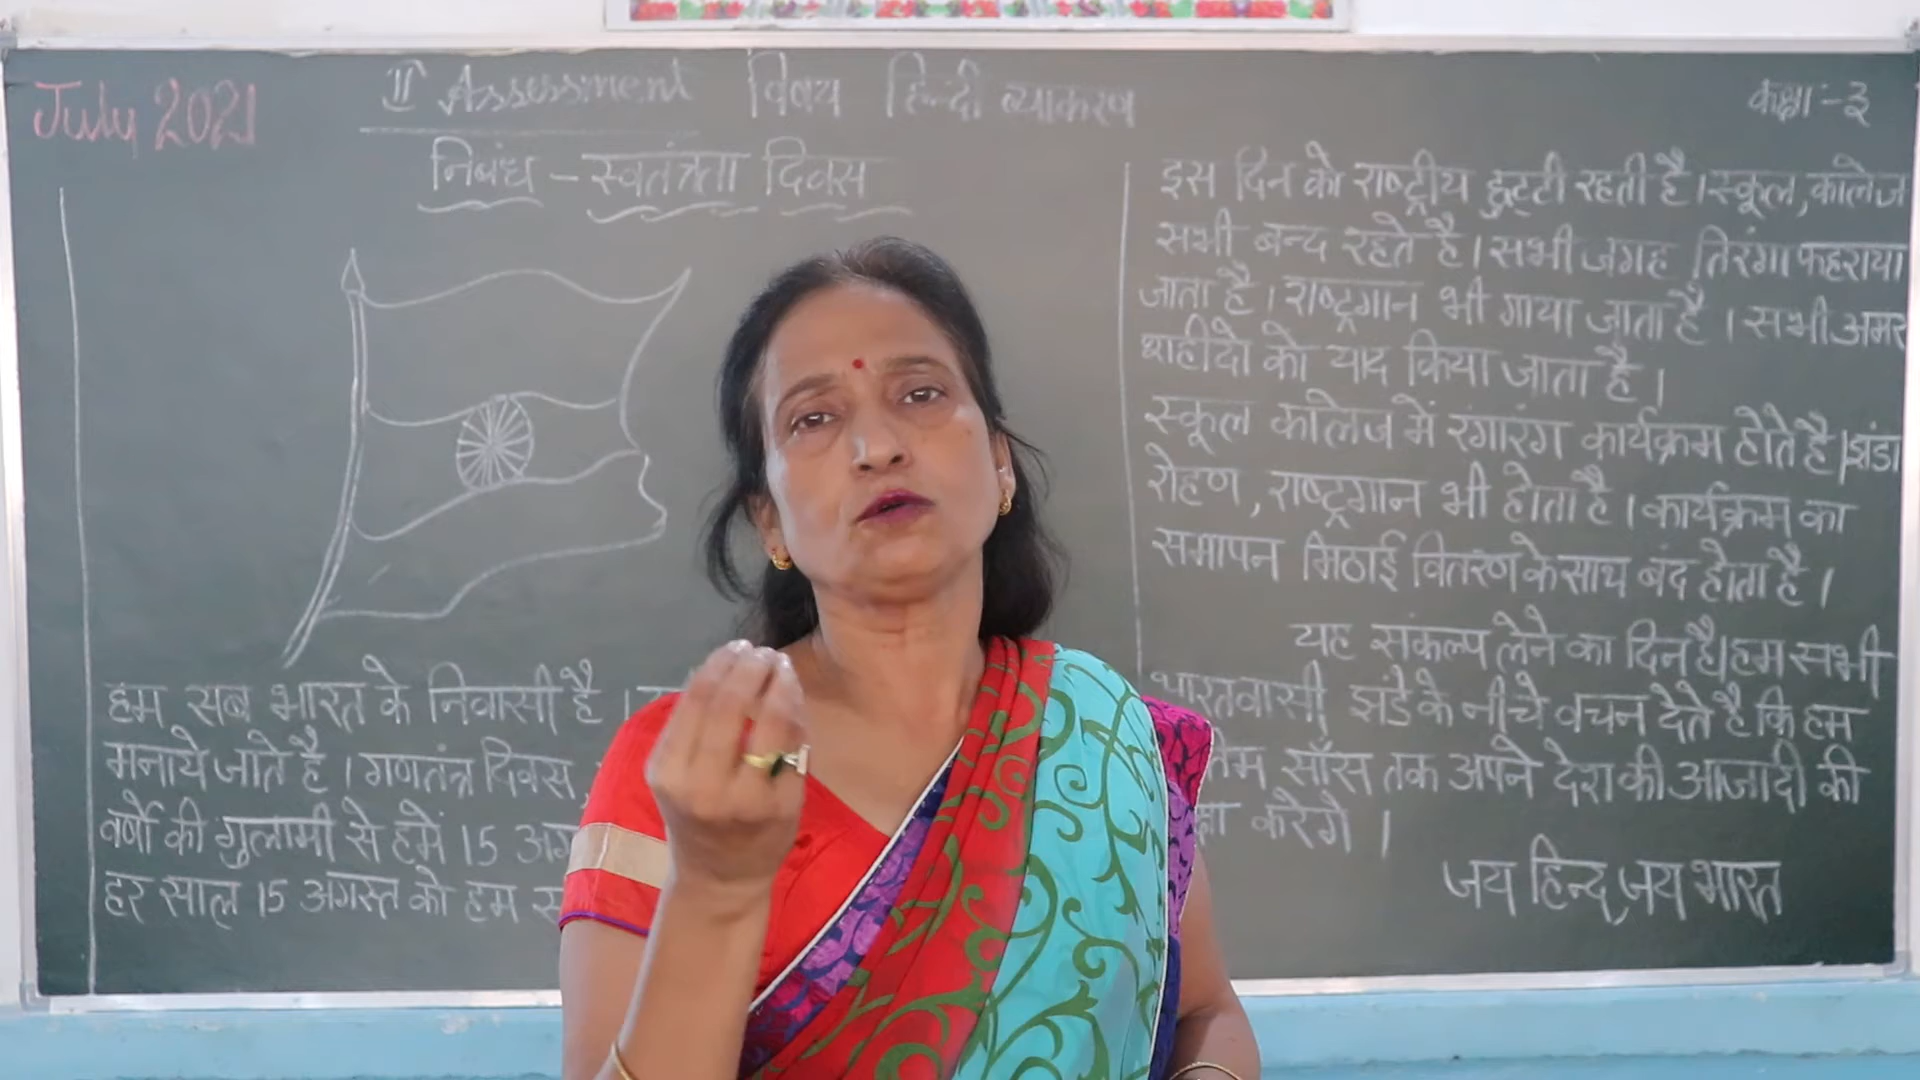 July 2021
II Assessment विषय हिन्दी व्याकरण
कक्षा :- ३
निबंध - स्वतंत्रता दिवस
हम सब भारत के निवासी है ।
मनाये जाते है । गणतंत्र दिवस,
वर्षो की गुलामी से हमें 15
हर साल 15 अगस्त को हम
इस दिन को राष्ट्रीय छुट्टी रहती है । स्कूल, कालेज
सभी बन्द रहते है । सभी जगह तिरंगा फहराया
जाता है । राष्ट्रगान भी गाया जाता है । सभी अमर
शहीदो को याद किया जाता है ।
स्कूल कालेज में रंगारंग कार्यक्रम होते है । झंडा
रोहण, राष्ट्रगान भी होता है । कार्यक्रम का
समापन मिठाई वितरण के साथ बंद होता है ।
यह संकल्प लेने का दिन है । हम सभी
भारतवासी झंडे के नीचे वचन देते है कि हम
साँस तक अपने देश की आजादी की
करेगे ।
जय हिन्द, जय भारत